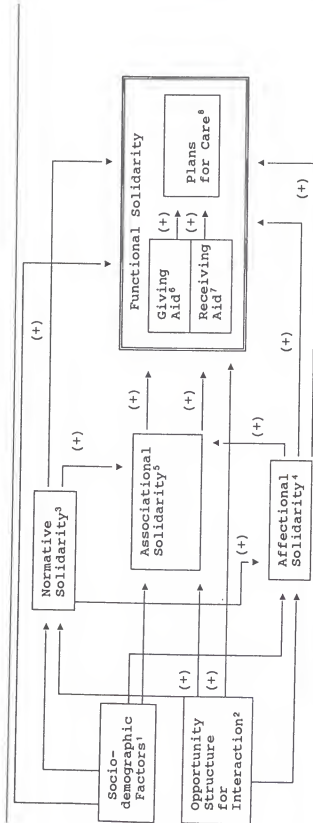 Socio-
demographic
Factors¹
Opportunity
Structure
for
Interaction²
Normative
Solidarity³
(+)
(+)
(+)
(+)
(+)
Associational
Solidarity⁵
Affectional
Solidarity⁴
(+)
(+)
(+)
(+)
(+)
Functional Solidarity
Giving
Aid⁶
Receiving
Aid⁷
(+)
(+)
Plans
for Care⁸